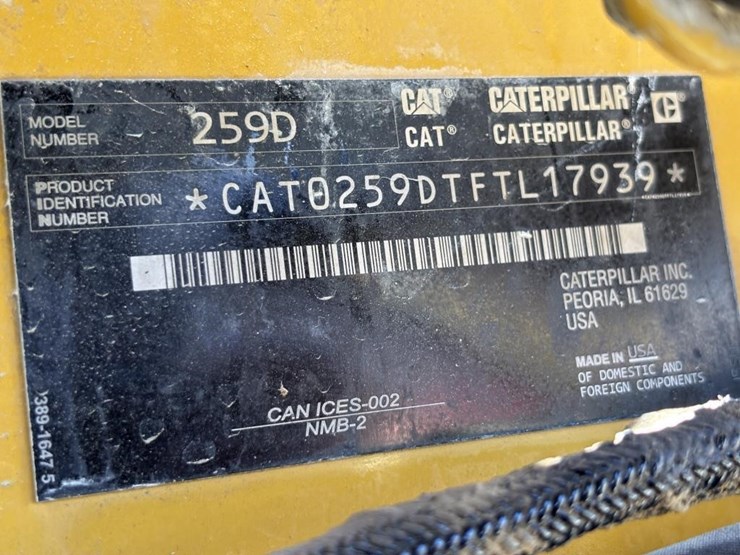 MODEL NUMBER 259D
CAT CATERPILLAR C
CAT® CATERPILLAR®
PRODUCT IDENTIFICATION NUMBER
*CAT0259DTFTL17939*
CATERPILLAR INC.
PEORIA, IL 61629
USA
MADE IN USA
OF DOMESTIC AND
FOREIGN COMPONENTS
CAN ICES-002
NMB-2
389-1647 5